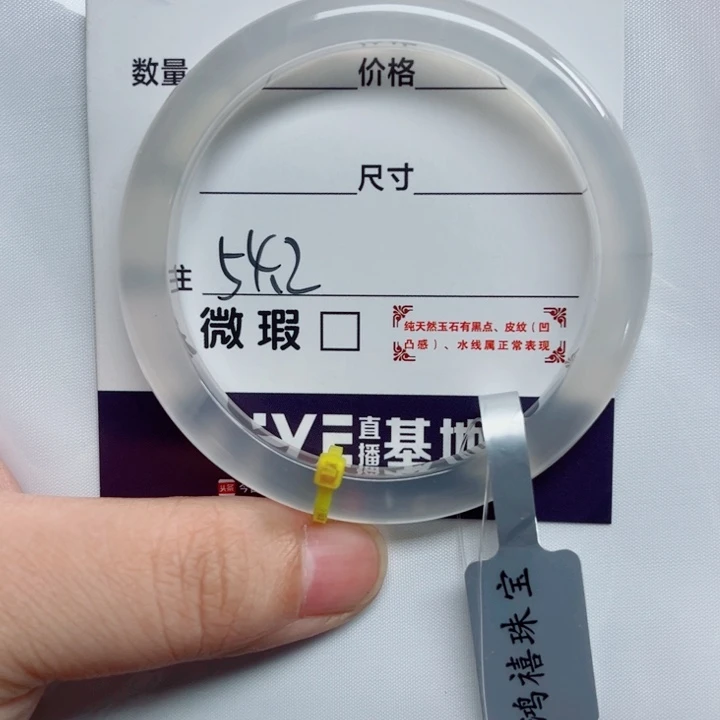 数量 价格
尺寸
注 54.2
微瑕
纯天然玉石有黑点、皮纹（凹
凸感）、水线属正常表现
直播基地
鸿禧珠宝